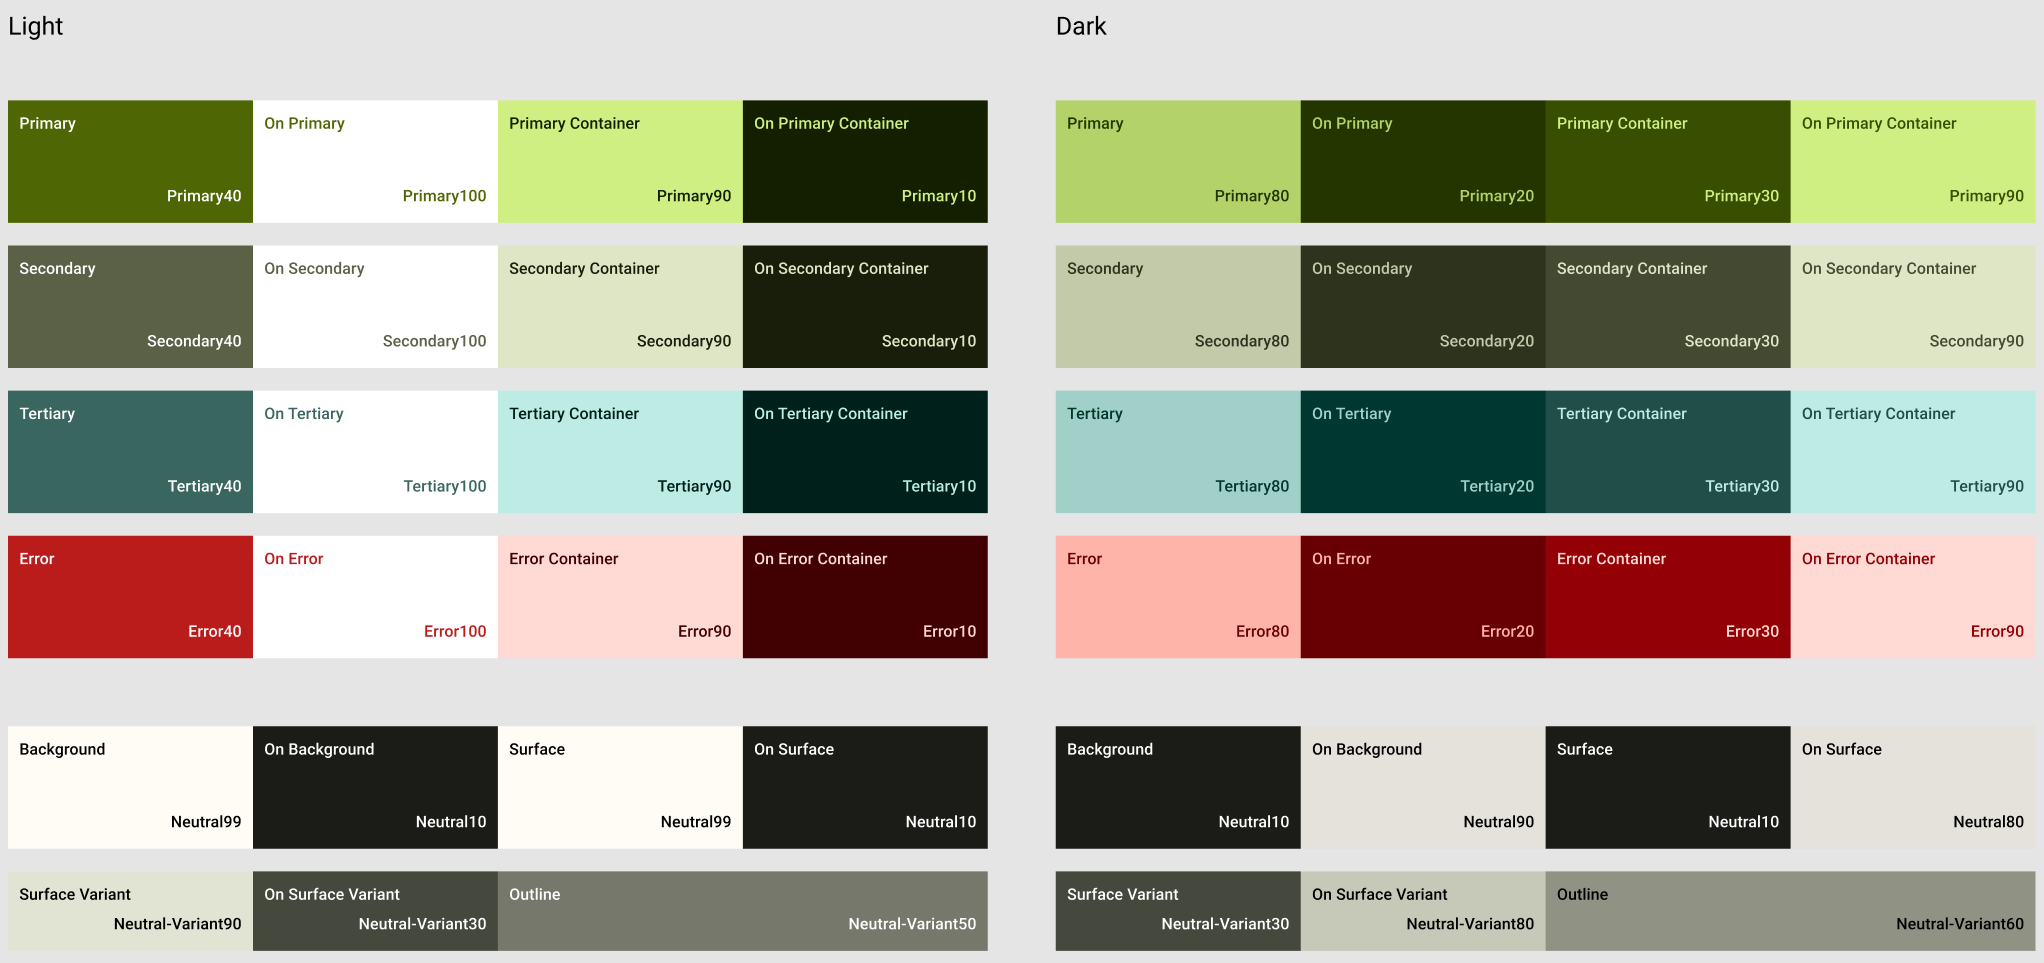 Light
Primary
Primary40
On Primary
Primary100
Primary Container
Primary90
On Primary Container
Primary10
Secondary
Secondary40
On Secondary
Secondary100
Secondary Container
Secondary90
On Secondary Container
Secondary10
Tertiary
Tertiary40
On Tertiary
Tertiary100
Tertiary Container
Tertiary90
On Tertiary Container
Tertiary10
Error
Error40
On Error
Error100
Error Container
Error90
On Error Container
Error10
Background
Neutral99
On Background
Neutral10
Surface
Neutral99
On Surface
Neutral10
Surface Variant
Neutral-Variant90
On Surface Variant
Neutral-Variant30
Outline
Neutral-Variant50
Dark
Primary
Primary80
On Primary
Primary20
Primary Container
Primary30
On Primary Container
Primary90
Secondary
Secondary80
On Secondary
Secondary20
Secondary Container
Secondary30
On Secondary Container
Secondary90
Tertiary
Tertiary80
On Tertiary
Tertiary20
Tertiary Container
Tertiary30
On Tertiary Container
Tertiary90
Error
Error80
On Error
Error20
Error Container
Error30
On Error Container
Error90
Background
Neutral10
On Background
Neutral90
Surface
Neutral10
On Surface
Neutral80
Surface Variant
Neutral-Variant30
On Surface Variant
Neutral-Variant80
Outline
Neutral-Variant60